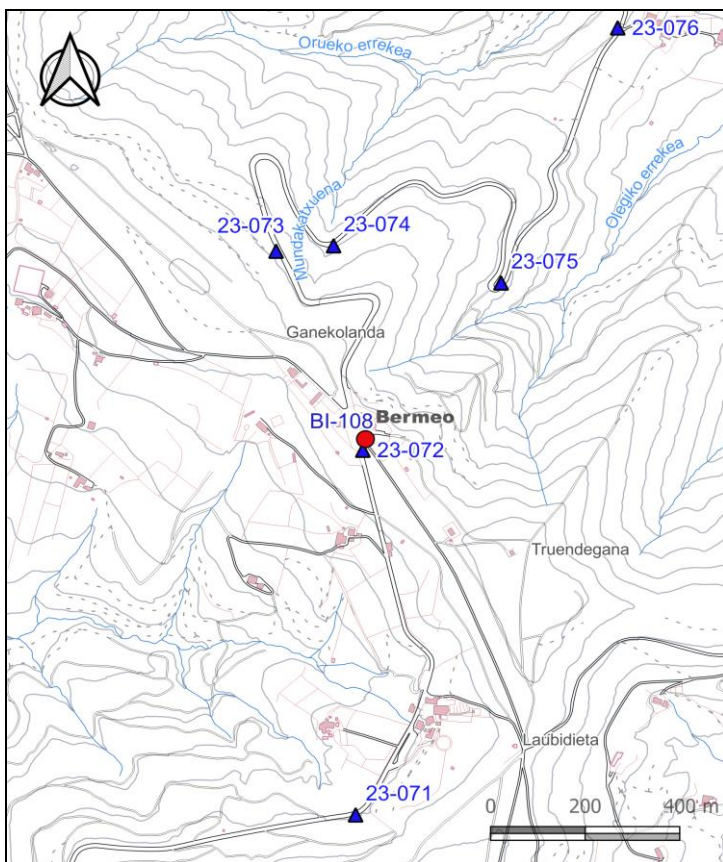 23-076
Orueko errekea
Olegiko errekea
Mundakatxuena
23-073
23-074
23-075
Ganekolanda
BI-108
Bermeo
23-072
Truendegana
Laubidieta
23-071
0 200 400 m